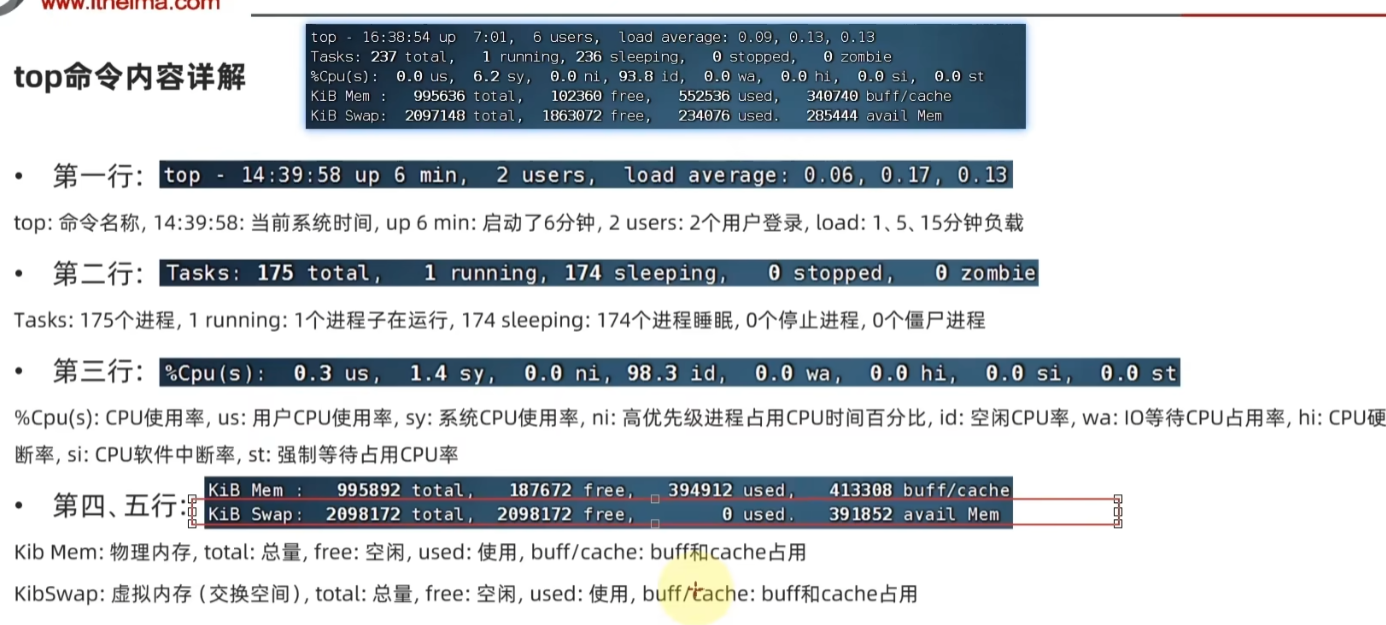 www.itheima.com
top命令内容详解
top - 16:38:54 up  7:01,  6 users,  load average: 0.09, 0.13, 0.13
Tasks: 237 total,   1 running, 236 sleeping,   0 stopped,   0 zombie
%Cpu(s):  0.0 us,  6.2 sy,  0.0 ni, 93.8 id,  0.0 wa,  0.0 hi,  0.0 si,  0.0 st
KiB Mem :   995636 total,   102360 free,   552536 used,   340740 buff/cache
KiB Swap:  2097148 total,  1863072 free,   234076 used.   285444 avail Mem
• 第一行: top - 14:39:58 up 6 min,  2 users,  load average: 0.06, 0.17, 0.13
top: 命令名称, 14:39:58: 当前系统时间, up 6 min: 启动了6分钟, 2 users: 2个用户登录, load: 1、5、15分钟负载
• 第二行: Tasks: 175 total,   1 running, 174 sleeping,   0 stopped,   0 zombie
Tasks: 175个进程, 1 running: 1个进程子在运行, 174 sleeping: 174个进程睡眠, 0个停止进程, 0个僵尸进程
• 第三行: %Cpu(s):  0.3 us,  1.4 sy,  0.0 ni, 98.3 id,  0.0 wa,  0.0 hi,  0.0 si,  0.0 st
%Cpu(s): CPU使用率, us: 用户CPU使用率, sy: 系统CPU使用率, ni: 高优先级进程占用CPU时间百分比, id: 空闲CPU率, wa: IO等待CPU占用率, hi: CPU硬
断率, si: CPU软件中断率, st: 强制等待占用CPU率
• 第四、五行: KiB Mem :   995892 total,   187672 free,   394912 used,   413308 buff/cache
KiB Swap:  2098172 total,  2098172 free,        0 used.   391852 avail Mem
Kib Mem: 物理内存, total: 总量, free: 空闲, used: 使用, buff/cache: buff和cache占用
KibSwap: 虚拟内存（交换空间）, total: 总量, free: 空闲, used: 使用, buff/cache: buff和cache占用